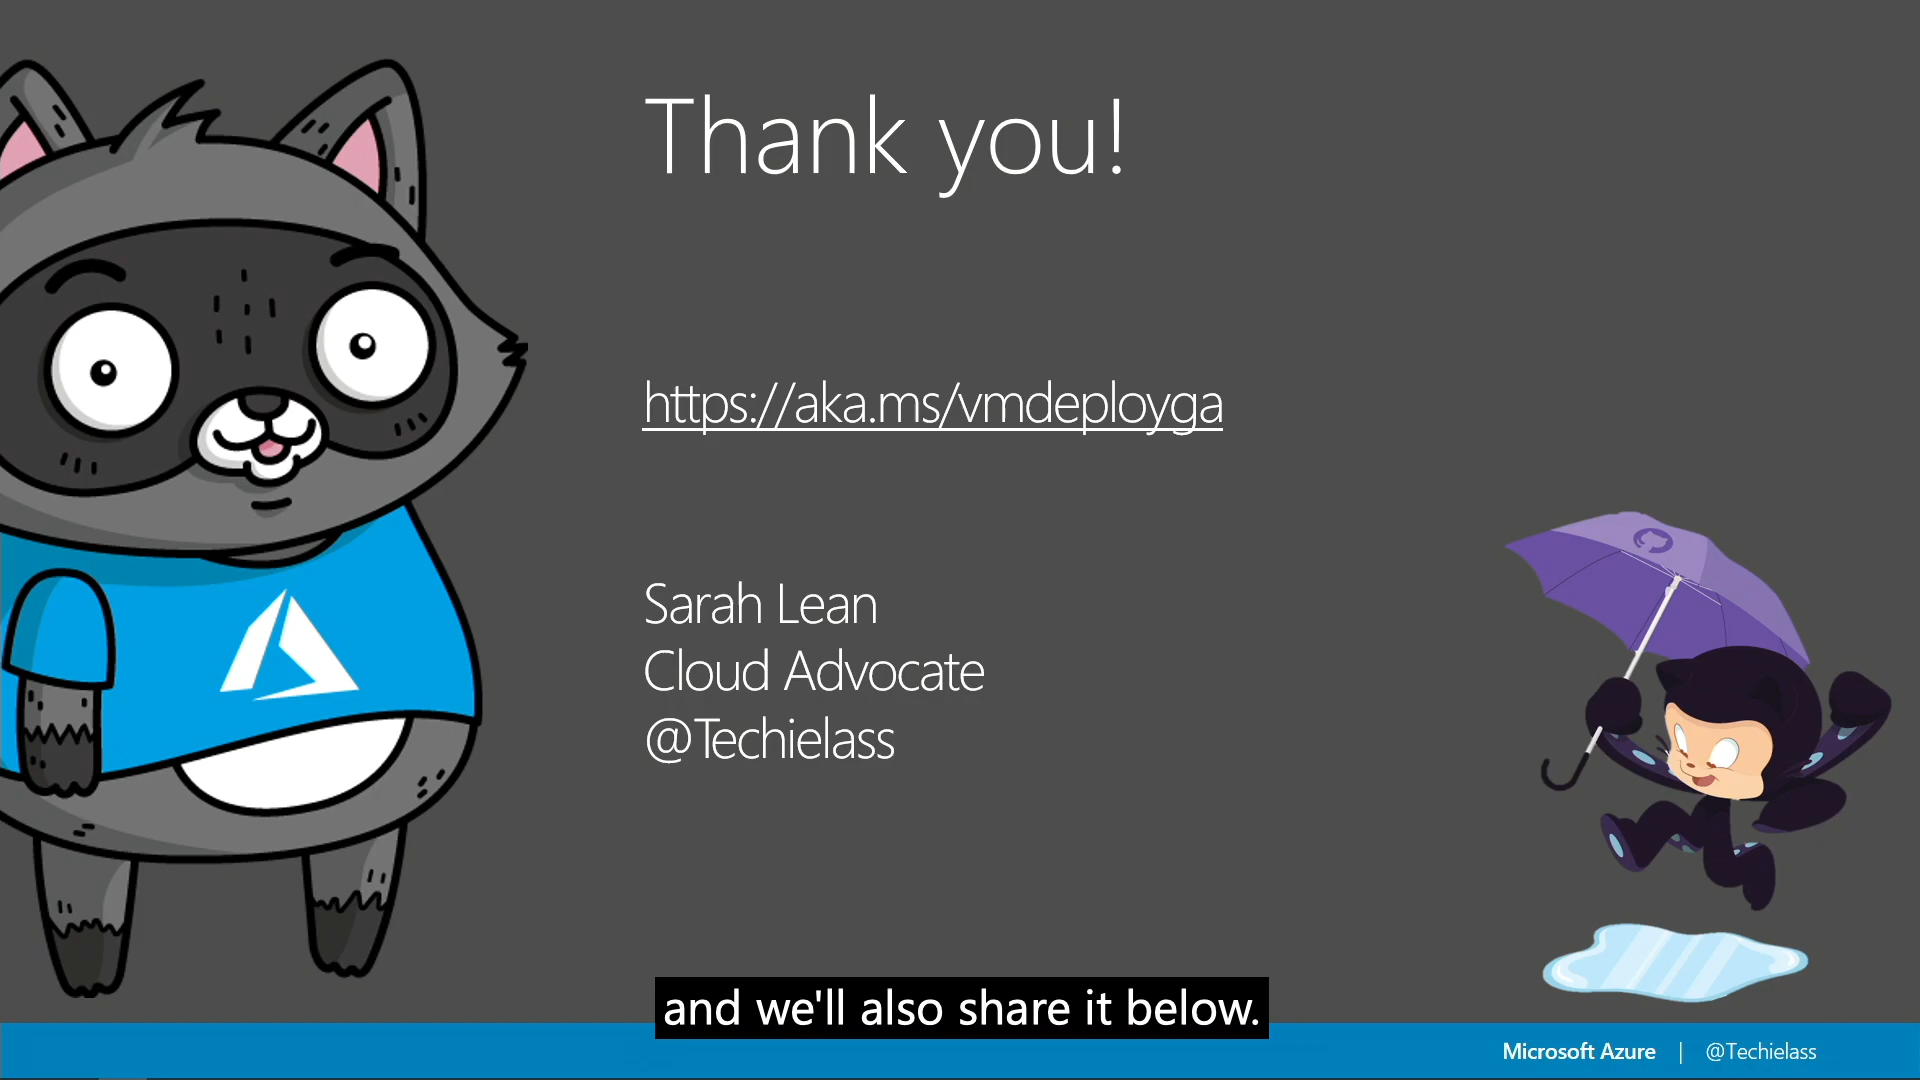 Thank you!
https://aka.ms/vmdeployga
Sarah Lean
Cloud Advocate
@Techielass
and we'll also share it below.
Microsoft Azure | @Techielass